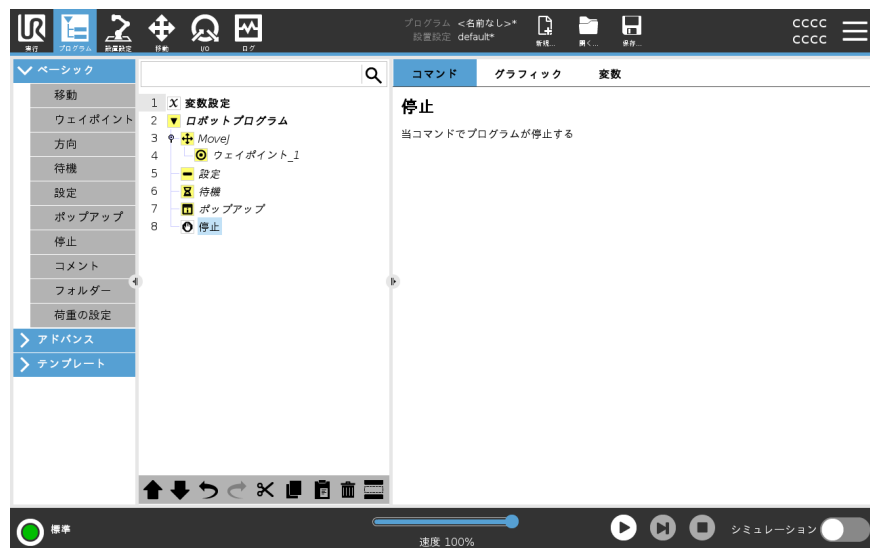 プログラム <名前なし>*
設置設定 default*
UR
実行
プログラム
設置設定
移動
I/O
ログ
新規...
開く...
保存...
CCCC
CCCC
ベーシック
移動
ウェイポイント
方向
待機
設定
ポップアップ
停止
コメント
フォルダー
荷重の設定
アドバンス
テンプレート
1 X 変数設定
2 ロボットプログラム
3 MoveJ
4 ウェイポイント_1
5 設定
6 待機
7 ポップアップ
8 停止
コマンド グラフィック 変数
停止
当コマンドでプログラムが停止する
標準
速度 100%
シミュレーション